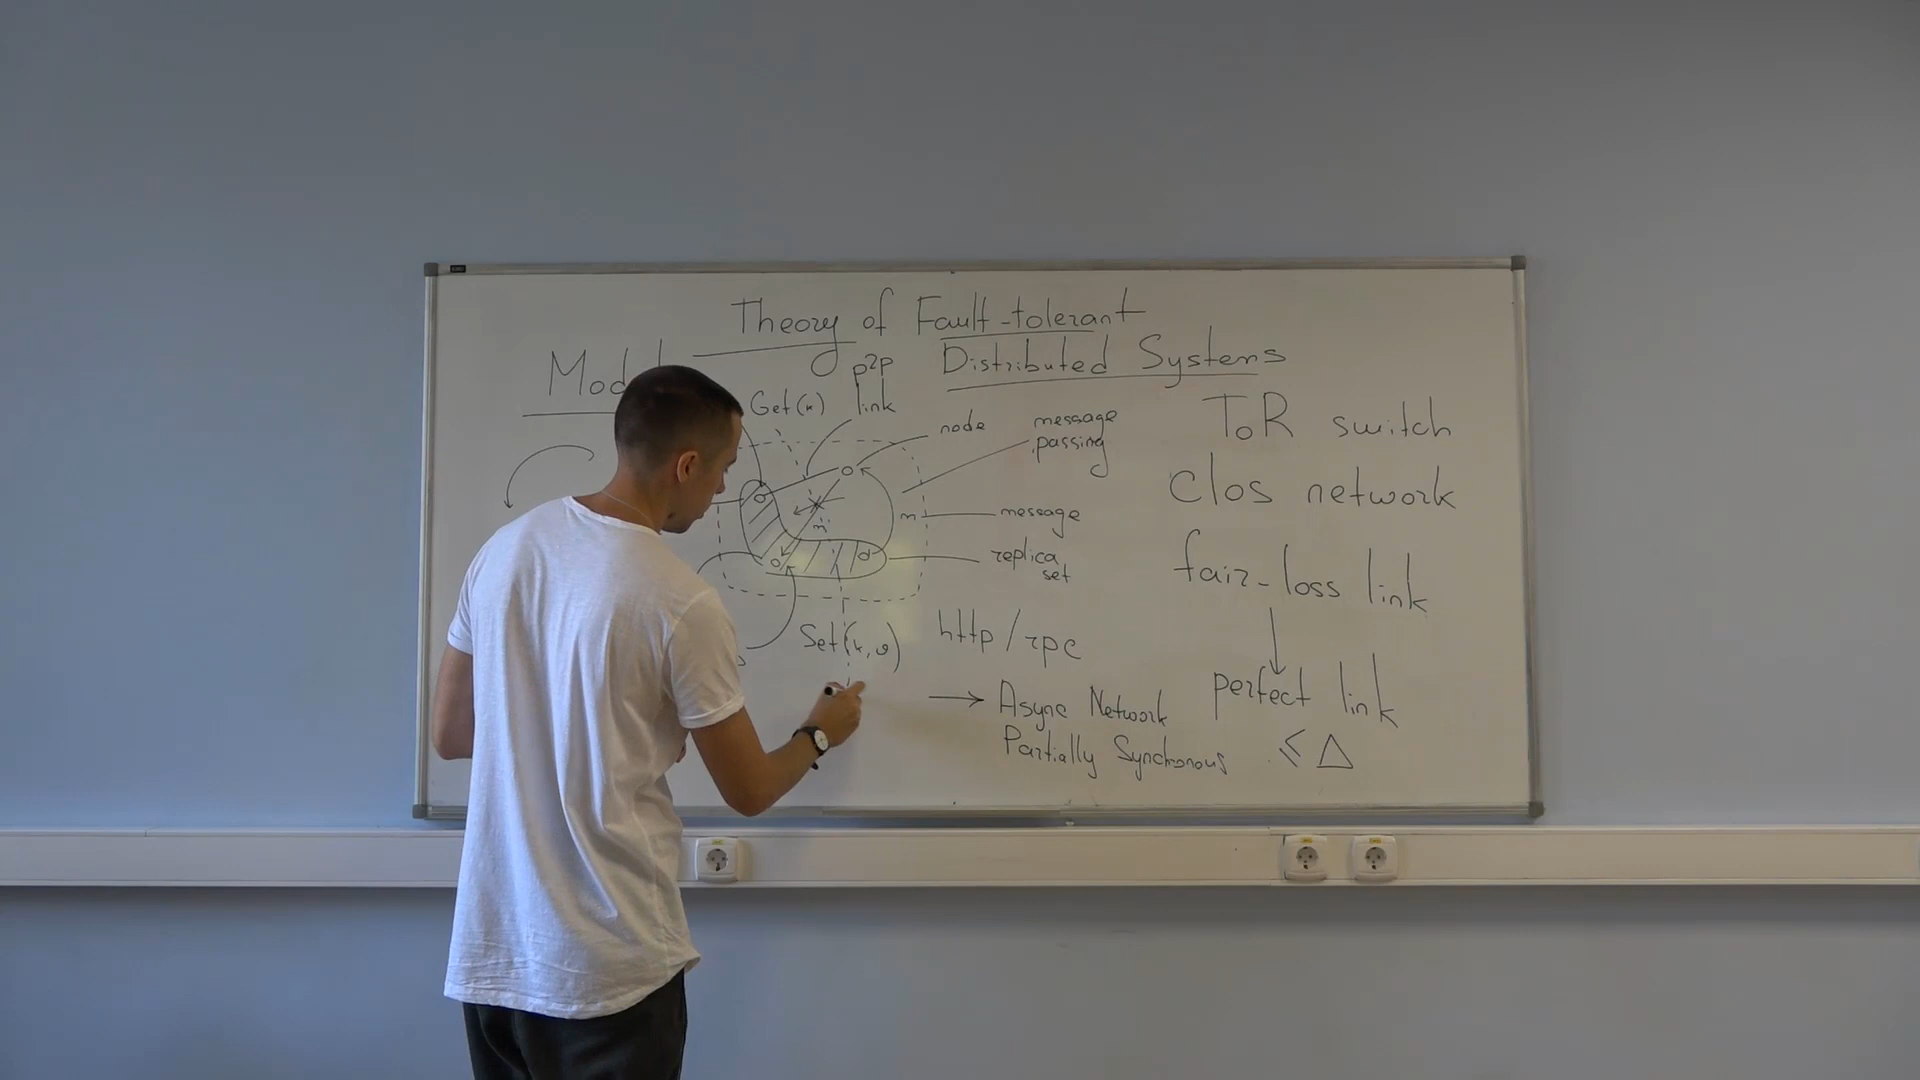 Theory of Fault-tolerant
Distributed Systems
p2p
link
Get(k)
node
message
passing
m
message
m'
replica
set
Set(k,v)
http/rpc
→ Async Network
Partially Synchronous
ToR switch
clos network
fair-loss link
↓
perfect link
≤ Δ